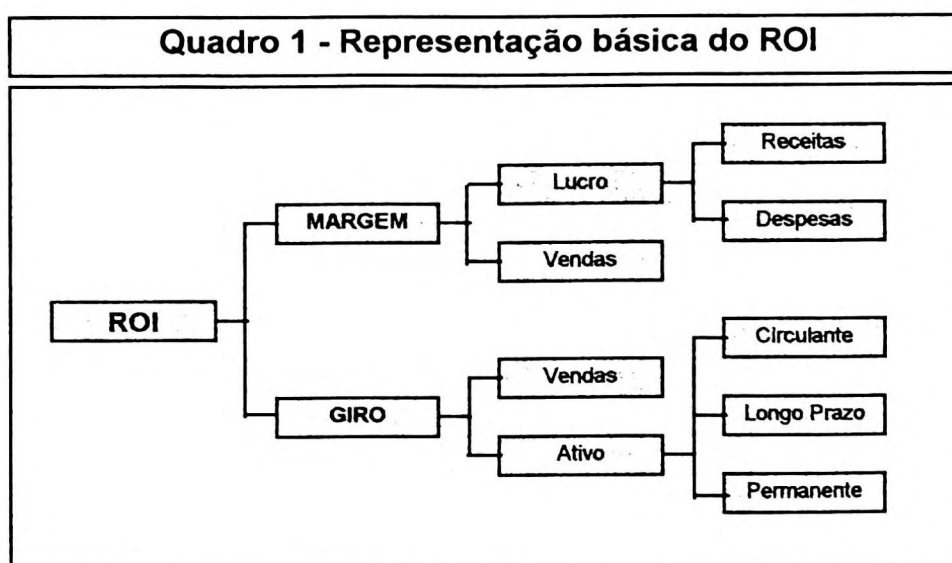 Quadro 1 - Representação básica do ROI
Receitas
Lucro
MARGEM
Despesas
Vendas
ROI
Circulante
Vendas
GIRO
Longo Prazo
Ativo
Permanente